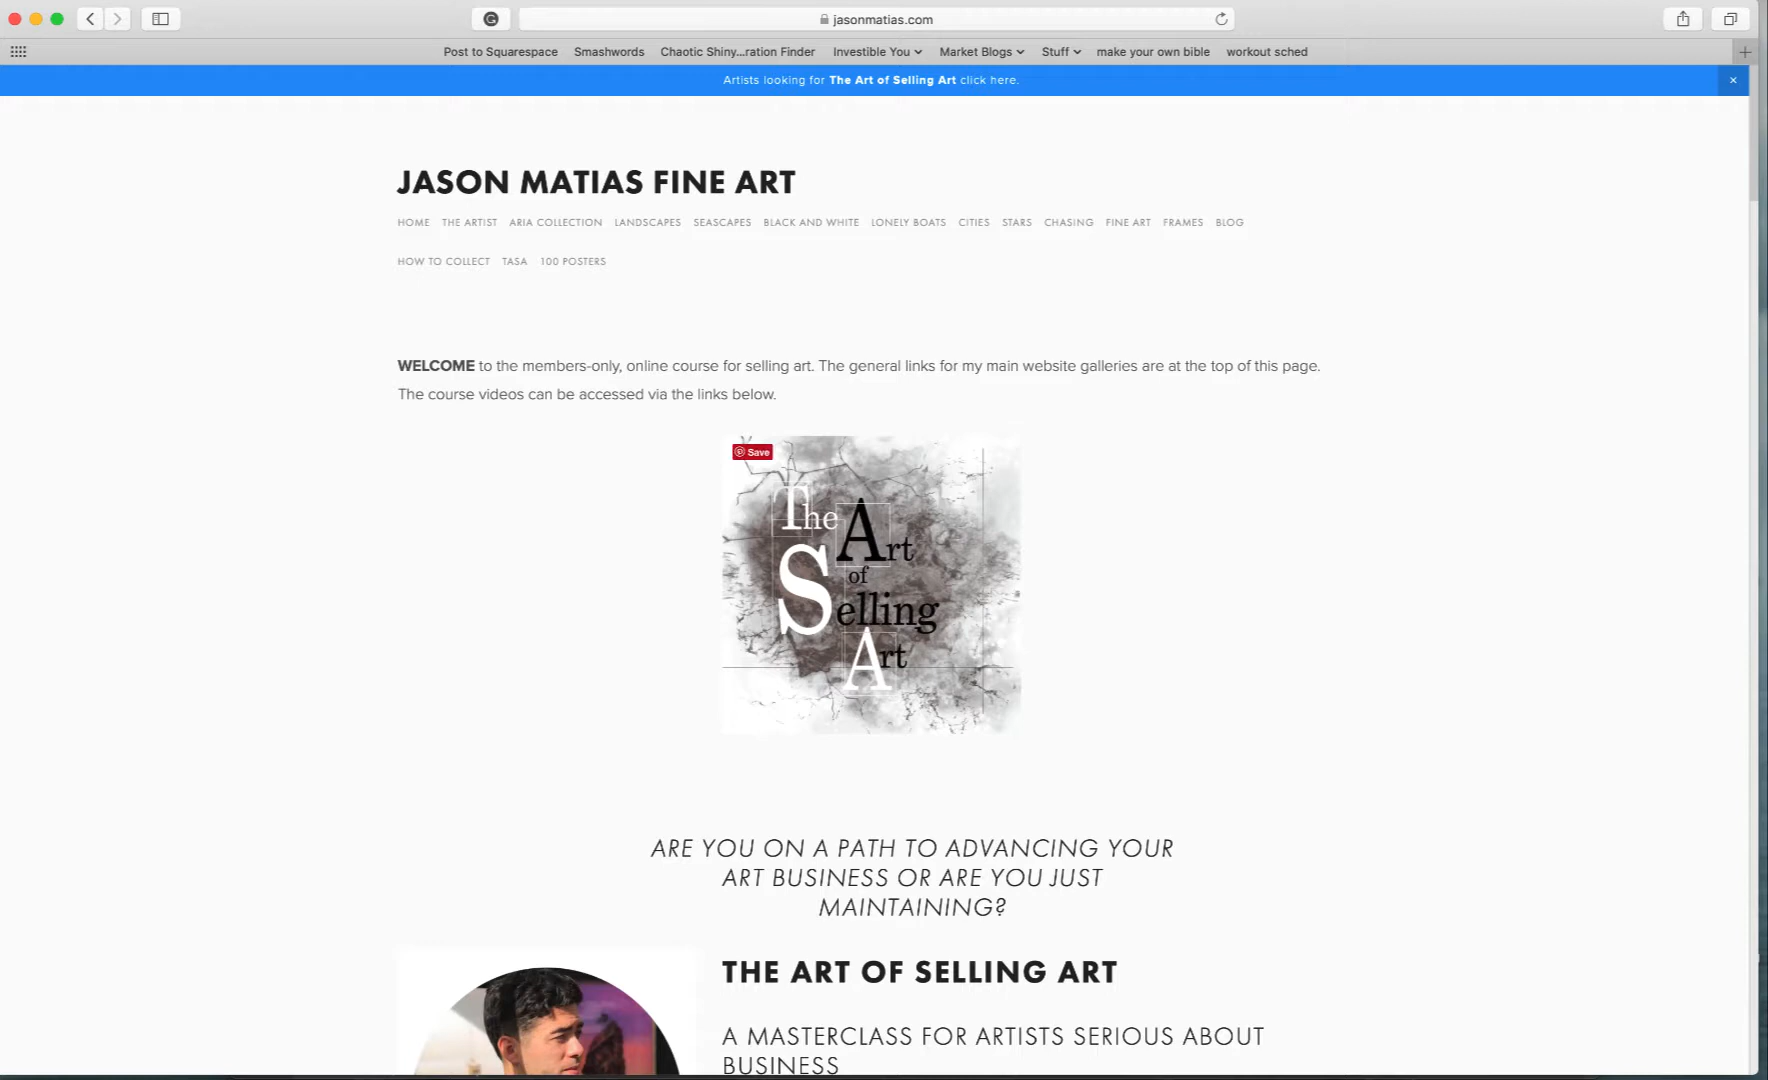 jasonmatias.com
Post to Squarespace Smashwords Chaotic Shiny...ration Finder Investible You Market Blogs Stuff make your own bible workout sched
Artists looking for The Art of Selling Art click here.
JASON MATIAS FINE ART
HOME THE ARTIST ARIA COLLECTION LANDSCAPES SEASCAPES BLACK AND WHITE LONELY BOATS CITIES STARS CHASING FINE ART FRAMES BLOG
HOW TO COLLECT TASA 100 POSTERS
WELCOME to the members-only, online course for selling art. The general links for my main website galleries are at the top of this page.
The course videos can be accessed via the links below.
Save
The Art
of
Selling
Art
ARE YOU ON A PATH TO ADVANCING YOUR
ART BUSINESS OR ARE YOU JUST
MAINTAINING?
THE ART OF SELLING ART
A MASTERCLASS FOR ARTISTS SERIOUS ABOUT
BUSINESS